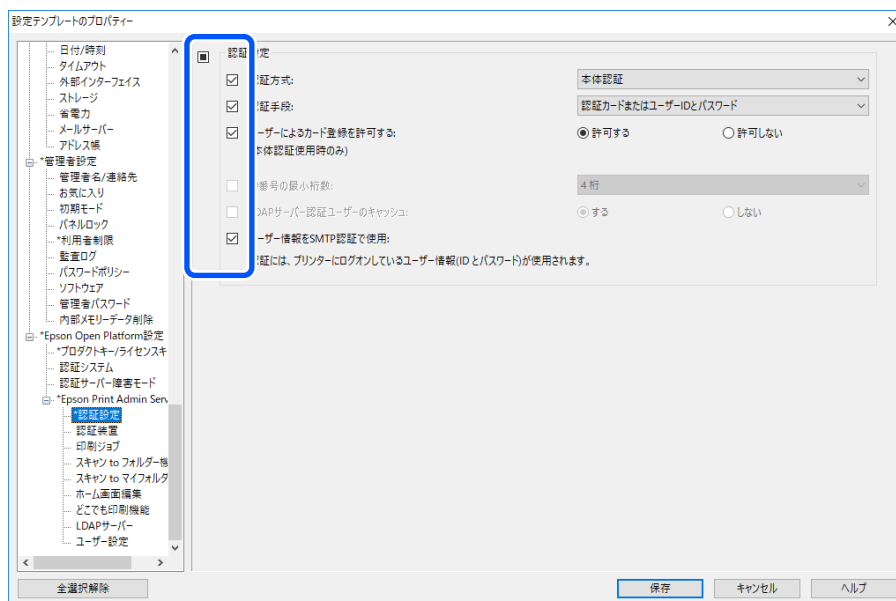 設定テンプレートのプロパティー
日付/時刻
タイムアウト
外部インターフェイス
ストレージ
省電力
メールサーバー
アドレス帳
*管理者設定
管理者名/連絡先
お気に入り
初期モード
パネルロック
*利用者制限
監査ログ
パスワードポリシー
ソフトウェア
管理者パスワード
内部メモリーデータ削除
*Epson Open Platform設定
*プロダクトキー/ライセンスキ
認証システム
認証サーバー障害モード
*Epson Print Admin Serv
*認証設定
認証装置
印刷ジョブ
スキャン to フォルダー機
スキャン to マイフォルダ
ホーム画面編集
どこでも印刷機能
LDAPサーバー
ユーザー設定
全選択解除
認証設定
証方式:
本体認証
証手段:
認証カードまたはユーザーIDとパスワード
ーザーによるカード登録を許可する:
許可する
許可しない
本体認証使用時のみ)
番号の最小桁数:
4 桁
DAPサーバー認証ユーザーのキャッシュ:
する
しない
ーザー情報をSMTP認証で使用:
証には、プリンターにログオンしているユーザー情報(ID とパスワード)が使用されます。
保存
キャンセル
ヘルプ